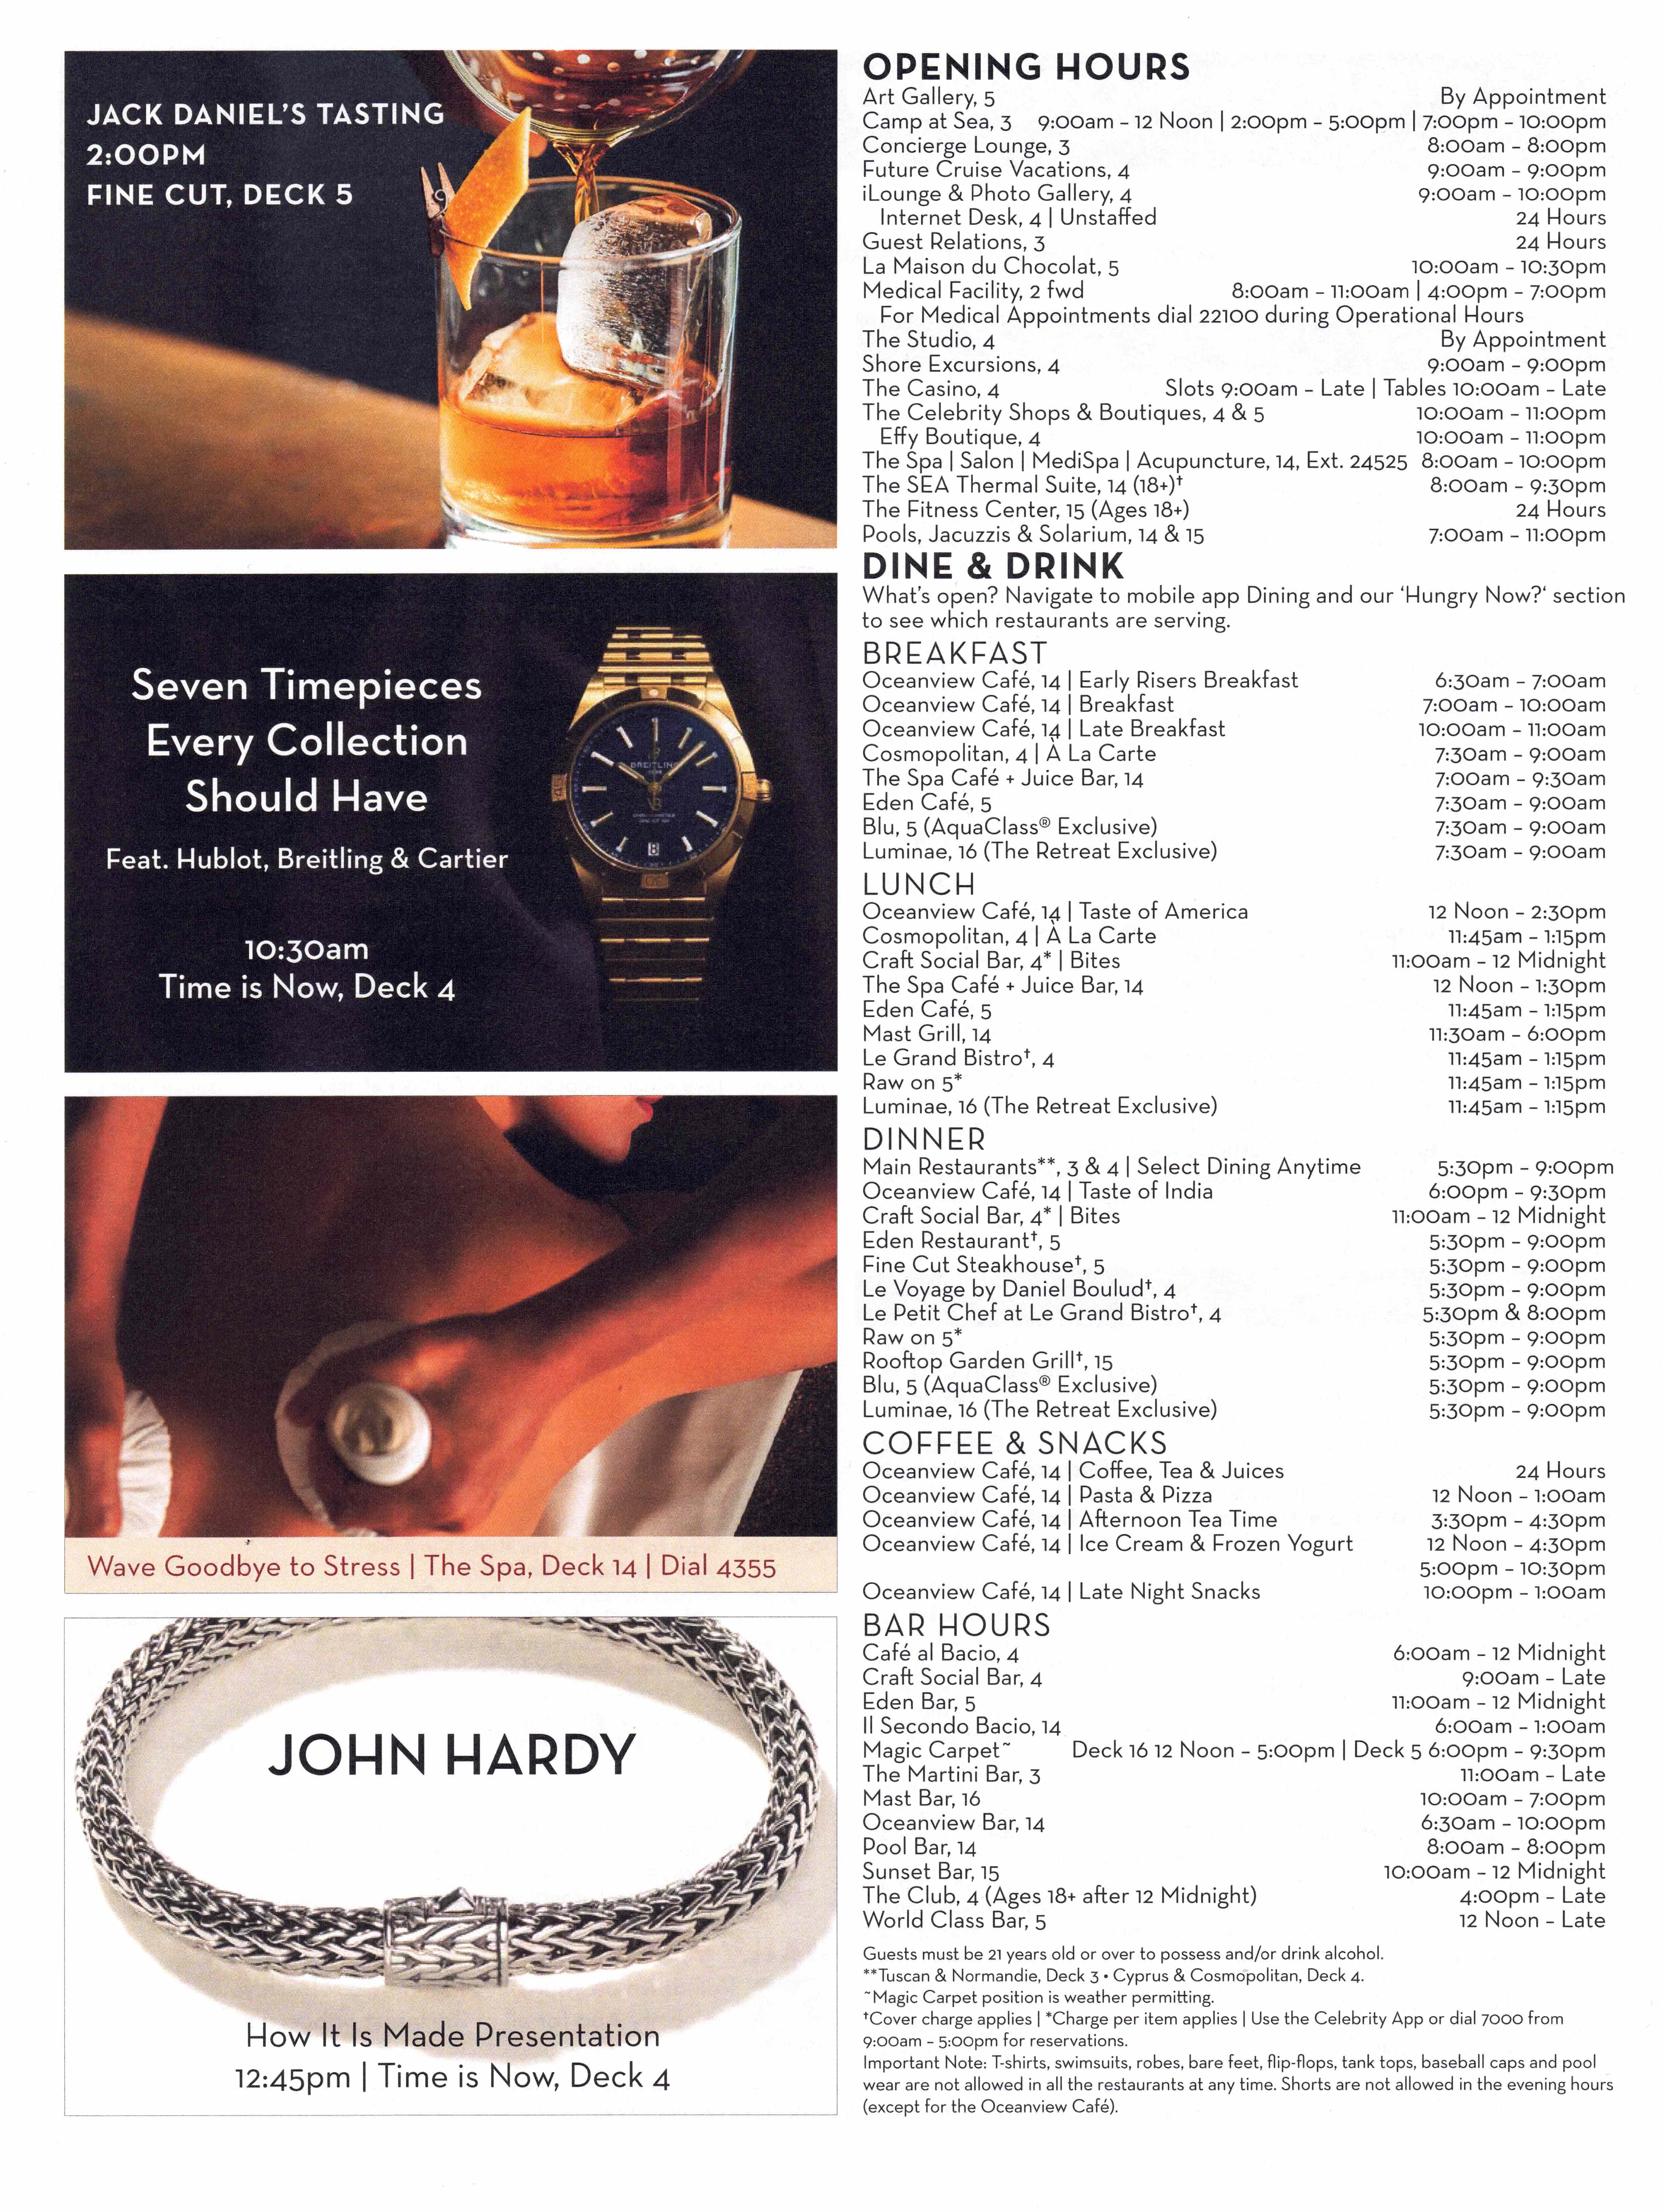 JACK DANIEL'S TASTING
2:00PM
FINE CUT, DECK 5
Seven Timepieces
Every Collection
Should Have
Feat. Hublot, Breitling & Cartier
10:30am
Time is Now, Deck 4
BREITLING
Wave Goodbye to Stress | The Spa, Deck 14 | Dial 4355
JOHN HARDY
How It Is Made Presentation
12:45pm | Time is Now, Deck 4
OPENING HOURS
Art Gallery, 5 By Appointment
Camp at Sea, 3 9:00am – 12 Noon | 2:00pm – 5:00pm | 7:00pm – 10:00pm
Concierge Lounge, 3 8:00am – 8:00pm
Future Cruise Vacations, 4 9:00am – 9:00pm
iLounge & Photo Gallery, 4 9:00am – 10:00pm
Internet Desk, 4 | Unstaffed 24 Hours
Guest Relations, 3 24 Hours
La Maison du Chocolat, 5 10:00am – 10:30pm
Medical Facility, 2 fwd 8:00am – 11:00am | 4:00pm – 7:00pm
For Medical Appointments dial 22100 during Operational Hours
The Studio, 4 By Appointment
Shore Excursions, 4 9:00am – 9:00pm
The Casino, 4 Slots 9:00am – Late | Tables 10:00am – Late
The Celebrity Shops & Boutiques, 4 & 5 10:00am – 11:00pm
Effy Boutique, 4 10:00am – 11:00pm
The Spa | Salon | MediSpa | Acupuncture, 14, Ext. 24525 8:00am – 10:00pm
The SEA Thermal Suite, 14 (18+)† 8:00am – 9:30pm
The Fitness Center, 15 (Ages 18+) 24 Hours
Pools, Jacuzzis & Solarium, 14 & 15 7:00am – 11:00pm
DINE & DRINK
What's open? Navigate to mobile app Dining and our ‘Hungry Now?‘ section
to see which restaurants are serving.
BREAKFAST
Oceanview Café, 14 | Early Risers Breakfast 6:30am – 7:00am
Oceanview Café, 14 | Breakfast 7:00am – 10:00am
Oceanview Café, 14 | Late Breakfast 10:00am – 11:00am
Cosmopolitan, 4 | À La Carte 7:30am – 9:00am
The Spa Café + Juice Bar, 14 7:00am – 9:30am
Eden Café, 5 7:30am – 9:00am
Blu, 5 (AquaClass® Exclusive) 7:30am – 9:00am
Luminae, 16 (The Retreat Exclusive) 7:30am – 9:00am
LUNCH
Oceanview Café, 14 | Taste of America 12 Noon – 2:30pm
Cosmopolitan, 4 | À La Carte 11:45am – 1:15pm
Craft Social Bar, 4* | Bites 11:00am – 12 Midnight
The Spa Café + Juice Bar, 14 12 Noon – 1:30pm
Eden Café, 5 11:45am – 1:15pm
Mast Grill, 14 11:30am – 6:00pm
Le Grand Bistro†, 4 11:45am – 1:15pm
Raw on 5* 11:45am – 1:15pm
Luminae, 16 (The Retreat Exclusive) 11:45am – 1:15pm
DINNER
Main Restaurants**, 3 & 4 | Select Dining Anytime 5:30pm – 9:00pm
Oceanview Café, 14 | Taste of India 6:00pm – 9:30pm
Craft Social Bar, 4* | Bites 11:00am – 12 Midnight
Eden Restaurant†, 5 5:30pm – 9:00pm
Fine Cut Steakhouse†, 5 5:30pm – 9:00pm
Le Voyage by Daniel Boulud†, 4 5:30pm – 9:00pm
Le Petit Chef at Le Grand Bistro†, 4 5:30pm & 8:00pm
Raw on 5* 5:30pm – 9:00pm
Rooftop Garden Grill†, 15 5:30pm – 9:00pm
Blu, 5 (AquaClass® Exclusive) 5:30pm – 9:00pm
Luminae, 16 (The Retreat Exclusive) 5:30pm – 9:00pm
COFFEE & SNACKS
Oceanview Café, 14 | Coffee, Tea & Juices 24 Hours
Oceanview Café, 14 | Pasta & Pizza 12 Noon – 1:00am
Oceanview Café, 14 | Afternoon Tea Time 3:30pm – 4:30pm
Oceanview Café, 14 | Ice Cream & Frozen Yogurt 12 Noon – 4:30pm
5:00pm – 10:30pm
Oceanview Café, 14 | Late Night Snacks 10:00pm – 1:00am
BAR HOURS
Café al Bacio, 4 6:00am – 12 Midnight
Craft Social Bar, 4 9:00am – Late
Eden Bar, 5 11:00am – 12 Midnight
Il Secondo Bacio, 14 6:00am – 1:00am
Magic Carpet~ Deck 16 12 Noon – 5:00pm | Deck 5 6:00pm – 9:30pm
The Martini Bar, 3 11:00am – Late
Mast Bar, 16 10:00am – 7:00pm
Oceanview Bar, 14 6:30am – 10:00pm
Pool Bar, 14 8:00am – 8:00pm
Sunset Bar, 15 10:00am – 12 Midnight
The Club, 4 (Ages 18+ after 12 Midnight) 4:00pm – Late
World Class Bar, 5 12 Noon – Late
Guests must be 21 years old or over to possess and/or drink alcohol.
**Tuscan & Normandie, Deck 3 • Cyprus & Cosmopolitan, Deck 4.
~Magic Carpet position is weather permitting.
†Cover charge applies | *Charge per item applies | Use the Celebrity App or dial 7000 from
9:00am – 5:00pm for reservations.
Important Note: T-shirts, swimsuits, robes, bare feet, flip-flops, tank tops, baseball caps and pool
wear are not allowed in all the restaurants at any time. Shorts are not allowed in the evening hours
(except for the Oceanview Café).